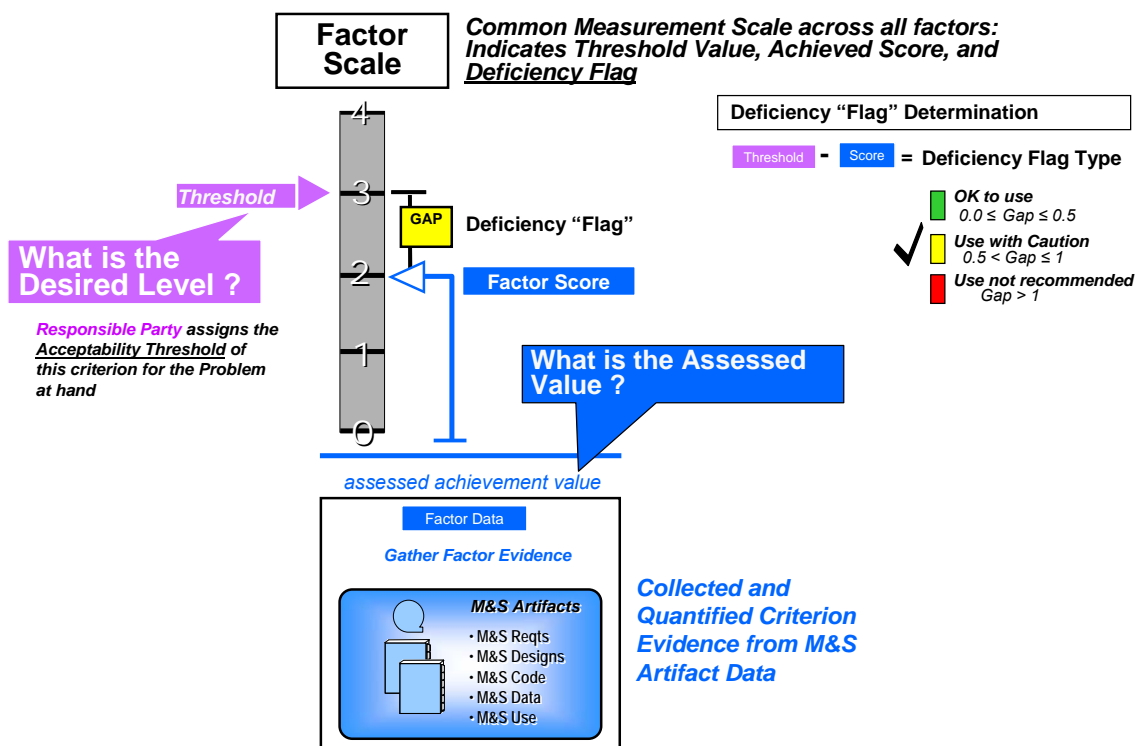 Factor
Scale
Common Measurement Scale across all factors:
Indicates Threshold Value, Achieved Score, and
Deficiency Flag
Deficiency “Flag” Determination
Threshold - Score = Deficiency Flag Type
OK to use
0.0 ≤ Gap ≤ 0.5
Use with Caution
0.5 < Gap ≤ 1
Use not recommended
Gap > 1
4
3
2
1
0
Threshold
GAP
Deficiency “Flag”
Factor Score
What is the
Desired Level ?
Responsible Party assigns the
Acceptability Threshold of
this criterion for the Problem
at hand
What is the Assessed
Value ?
assessed achievement value
Factor Data
Gather Factor Evidence
M&S Artifacts
· M&S Reqts
· M&S Designs
· M&S Code
· M&S Data
· M&S Use
Collected and
Quantified Criterion
Evidence from M&S
Artifact Data